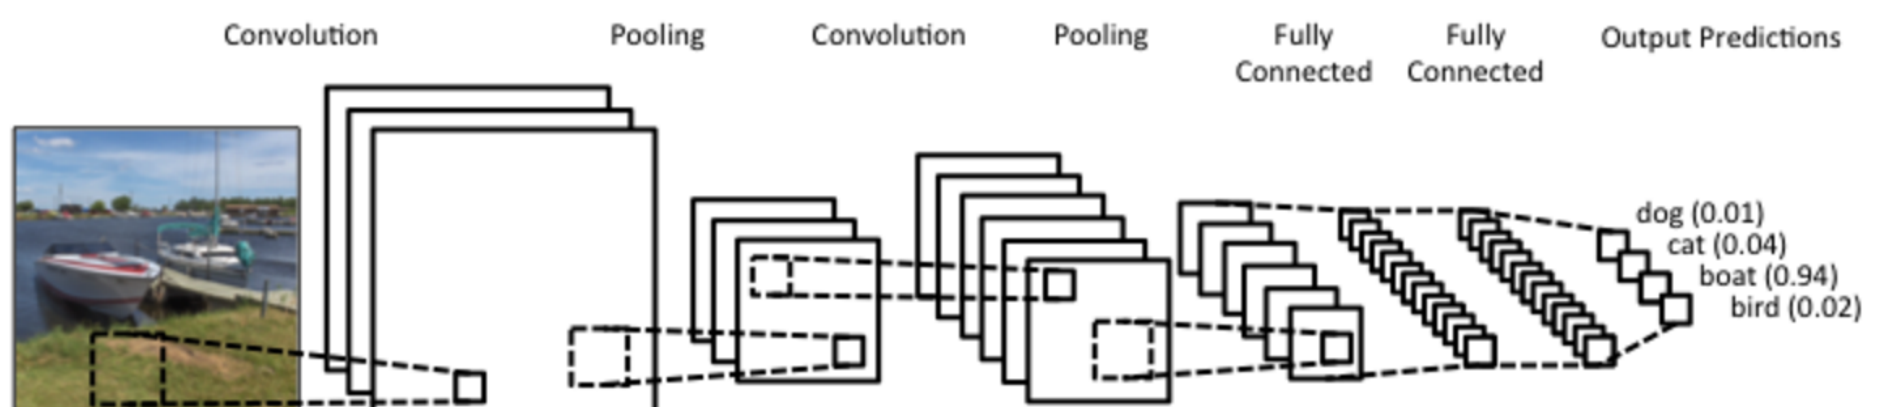 Convolution
Pooling
Convolution
Pooling
Fully
Connected
Fully
Connected
Output Predictions
dog (0.01)
cat (0.04)
boat (0.94)
bird (0.02)